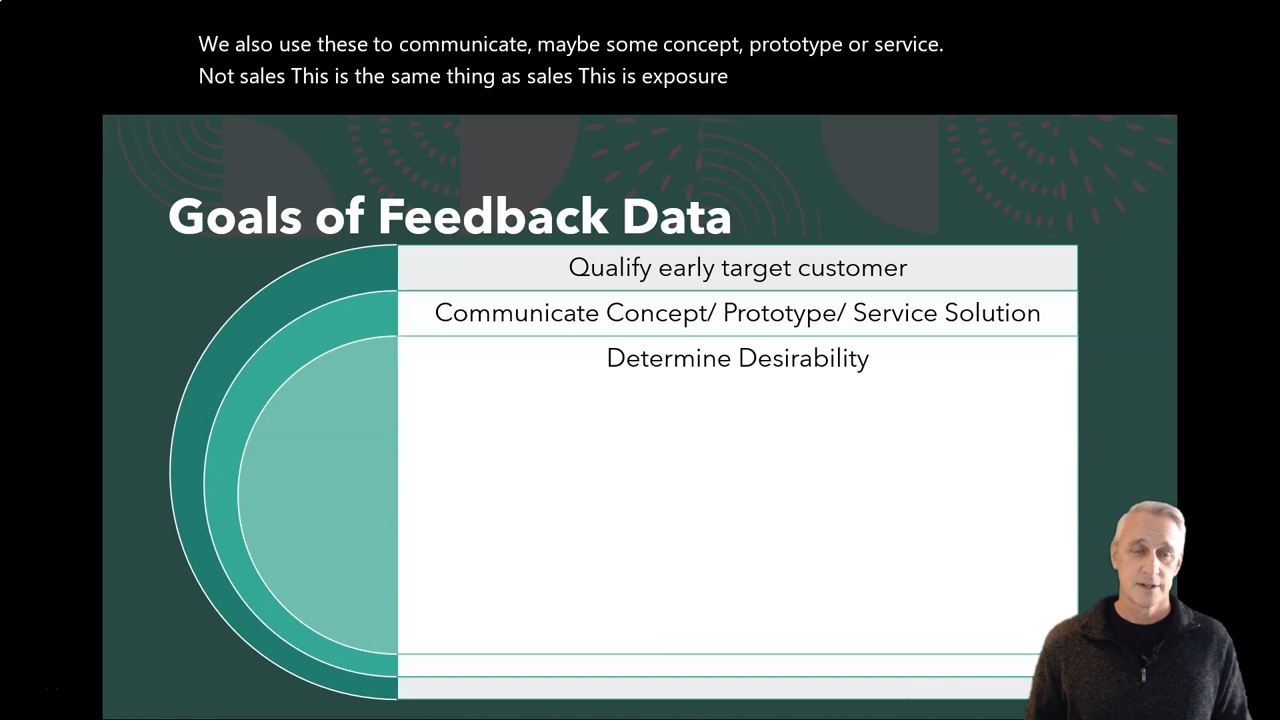 We also use these to communicate, maybe some concept, prototype or service.
Not sales This is the same thing as sales This is exposure
Goals of Feedback Data
Qualify early target customer
Communicate Concept/ Prototype/ Service Solution
Determine Desirability